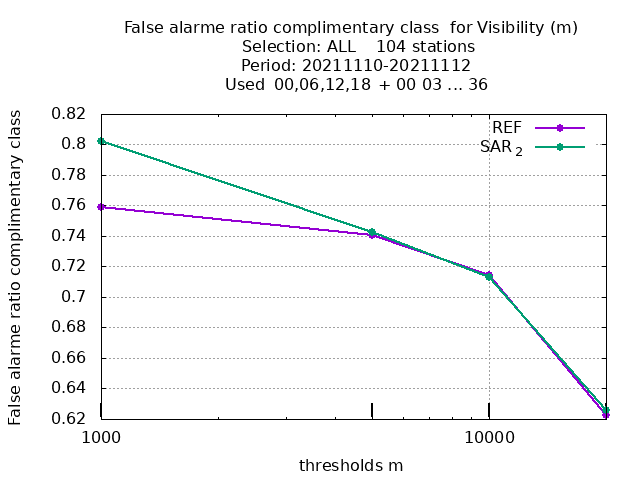 False alarme ratio complimentary class  for Visibility (m)
Selection: ALL    104 stations
Period: 20211110-20211112
Used  00,06,12,18 + 00 03 ... 36
False alarme ratio complimentary class
0.82
0.8
0.78
0.76
0.74
0.72
0.7
0.68
0.66
0.64
0.62
REF
SAR 2
1000
10000
thresholds m